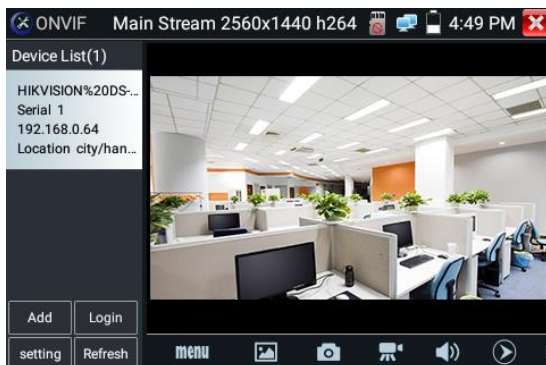 ONVIF Main Stream 2560x1440 h264 4:49 PM
Device List(1)
HIKVISION%20DS-...
Serial 1
192.168.0.64
Location city/han...
Add Login
setting Refresh menu